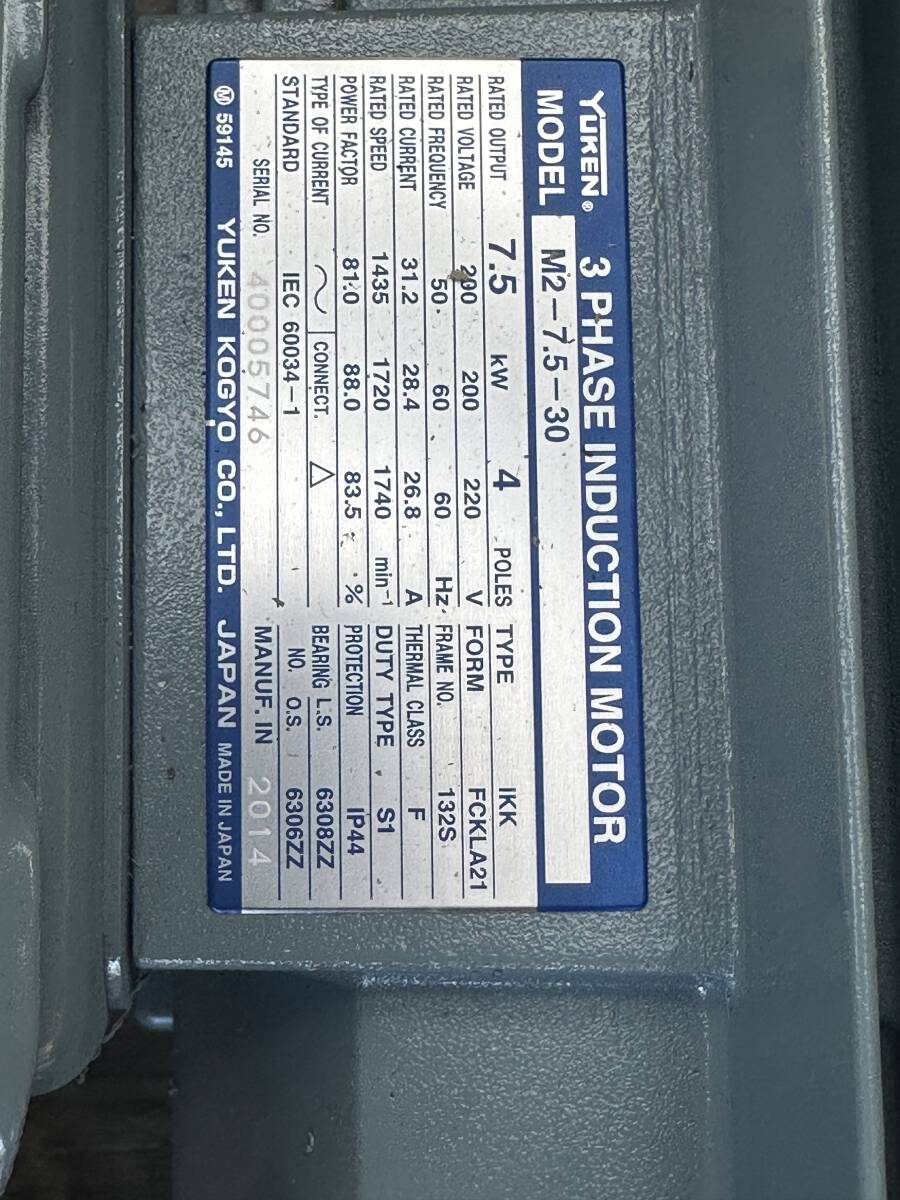 YUKEN® 3 PHASE INDUCTION MOTOR
MODEL M2-7.5-30
RATED OUTPUT 7.5 kW 4 POLES TYPE IKK
RATED VOLTAGE 200 200 220 V FORM FCKLA21
RATED FREQUENCY 50 60 60 Hz FRAME NO. 132S
RATED CURRENT 31.2 28.4 26.8 A THERMAL CLASS F
RATED SPEED 1435 1720 1740 min⁻¹ DUTY TYPE S1
POWER FACTOR 81.0 88.0 83.5 % PROTECTION IP44
TYPE OF CURRENT ~ CONNECT. △ BEARING L.S. 6308ZZ
STANDARD IEC 60034-1 NO. O.S. 6306ZZ
SERIAL NO. 40005746 MANUF. IN 2014
Ⓜ 59145 YUKEN KOGYO CO., LTD. JAPAN MADE IN JAPAN